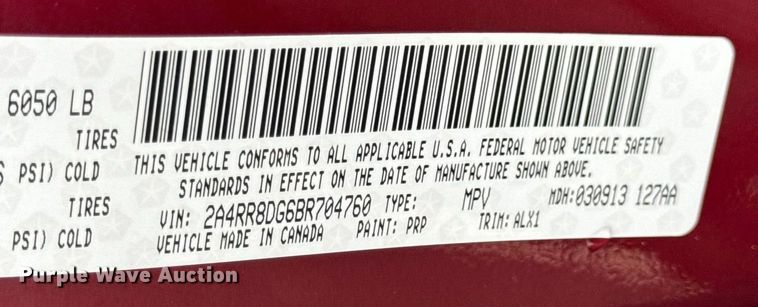 6050 LB
TIRES
PSI) COLD
TIRES
PSI) COLD
THIS VEHICLE CONFORMS TO ALL APPLICABLE U.S.A. FEDERAL MOTOR VEHICLE SAFETY
STANDARDS IN EFFECT ON THE DATE OF MANUFACTURE SHOWN ABOVE.
VIN: 2A4RR8DG6BR704760 TYPE: MPV MDH:030913 127AA
VEHICLE MADE IN CANADA PAINT: PRP TRIM: ALX1
Purple Wave Auction